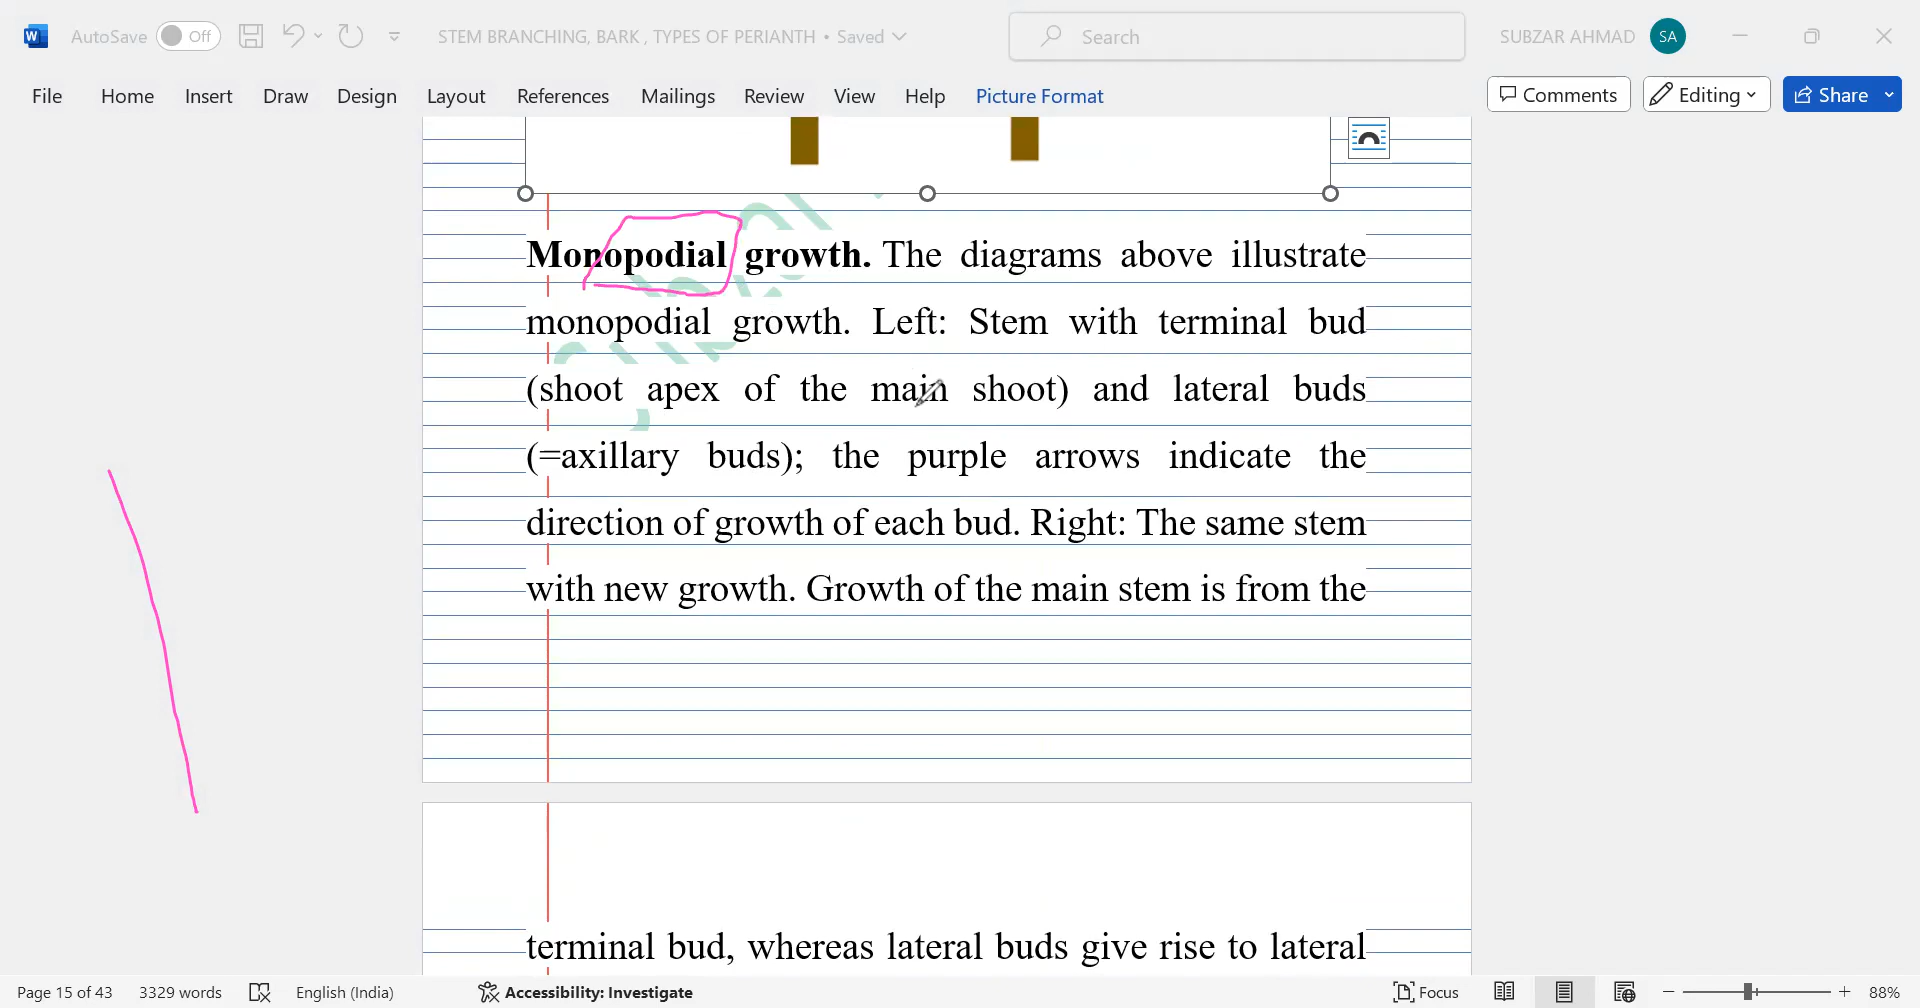 AutoSave Off STEM BRANCHING, BARK , TYPES OF PERIANTH • Saved Search SUBZAR AHMAD SA
File Home Insert Draw Design Layout References Mailings Review View Help Picture Format Comments Editing Share
Monopodial growth. The diagrams above illustrate
monopodial growth. Left: Stem with terminal bud
(shoot apex of the main shoot) and lateral buds
(=axillary buds); the purple arrows indicate the
direction of growth of each bud. Right: The same stem
with new growth. Growth of the main stem is from the
terminal bud, whereas lateral buds give rise to lateral
Page 15 of 43 3329 words English (India) Accessibility: Investigate Focus 88%